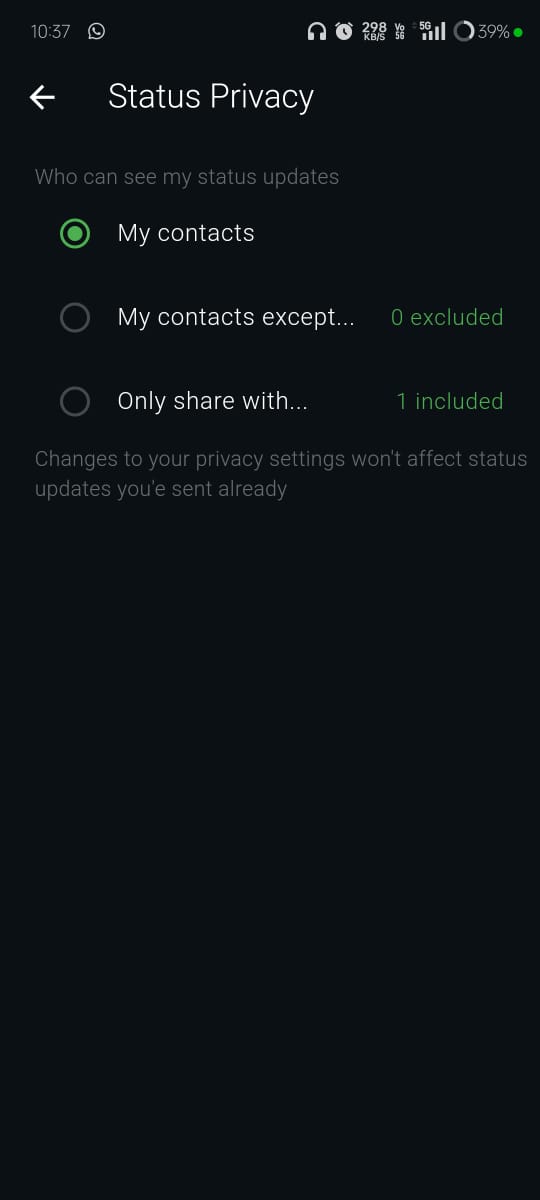 10:37
298 KB/S Vo 5G 5G 39%
Status Privacy
Who can see my status updates
My contacts
My contacts except... 0 excluded
Only share with... 1 included
Changes to your privacy settings won't affect status
updates you'e sent already